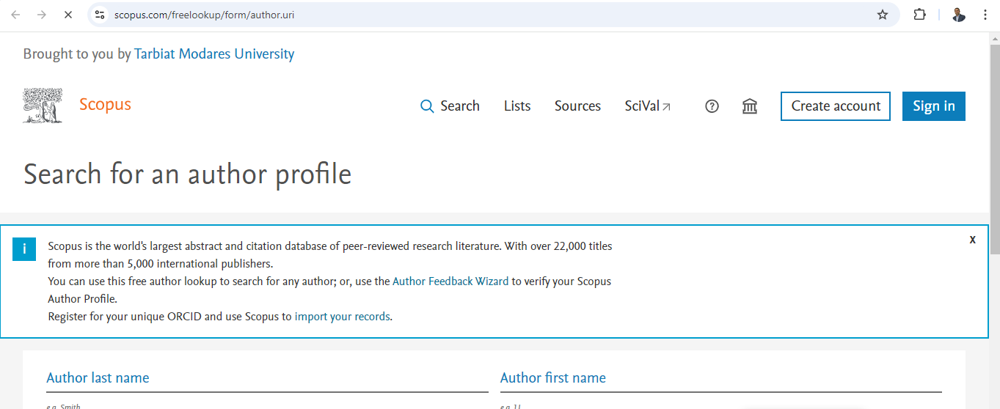 scopus.com/freelookup/form/author.uri
Brought to you by Tarbiat Modares University
Scopus
Search Lists Sources SciVal Create account Sign in
Search for an author profile
i
X
Scopus is the world's largest abstract and citation database of peer-reviewed research literature. With over 22,000 titles
from more than 5,000 international publishers.
You can use this free author lookup to search for any author; or, use the Author Feedback Wizard to verify your Scopus
Author Profile.
Register for your unique ORCID and use Scopus to import your records.
Author last name Author first name
e.g. Smith e.g.